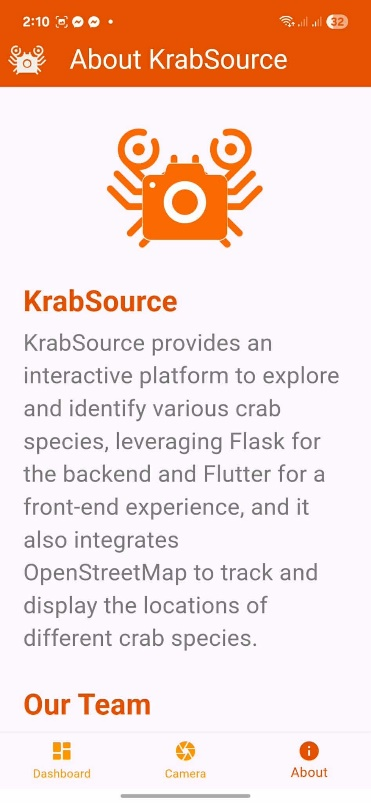 2:10
32
About KrabSource
KrabSource
KrabSource provides an
interactive platform to explore
and identify various crab
species, leveraging Flask for
the backend and Flutter for a
front-end experience, and it
also integrates
OpenStreetMap to track and
display the locations of
different crab species.
Our Team
Dashboard
Camera
About